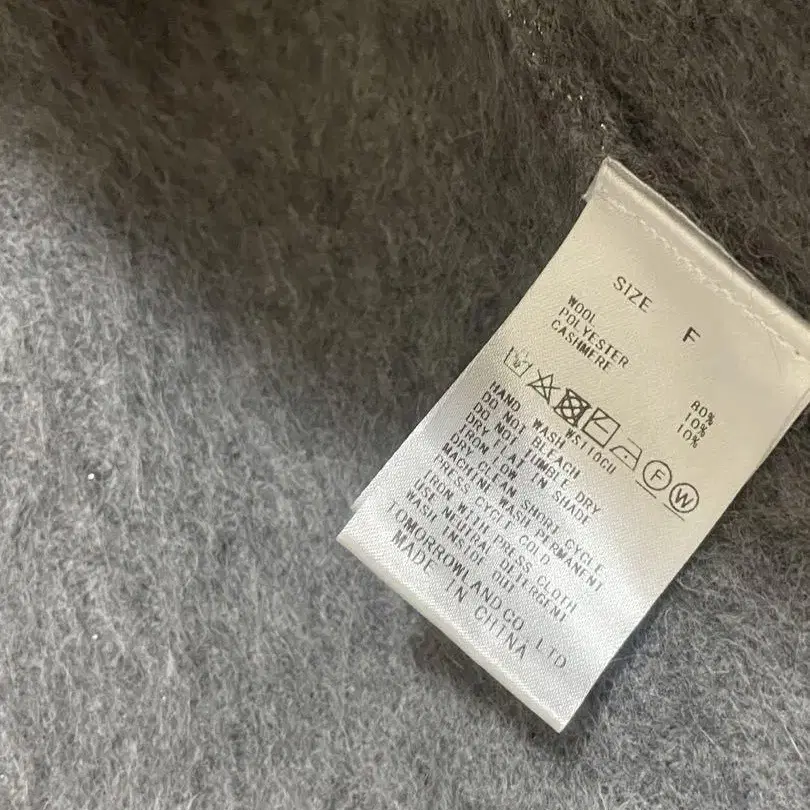 SIZE F
WOOL 80%
POLYESTER 10%
CASHMERE 10%
F W
WST10CU
HAND WASH
DO NOT BLEACH
DO NOT TUMBLE DRY
DRY FLAT IN SHADE
IRON LOW
DRY CLEAN SHORT CYCLE
MACHINE WASH PERMANENT
PRESS CYCLE COLD
IRON WITH PRESS CLOTH
USE NEUTRAL DETERGENT
WASH INSIDE OUT
TOMORROWLAND CO. LTD
MADE IN CHINA